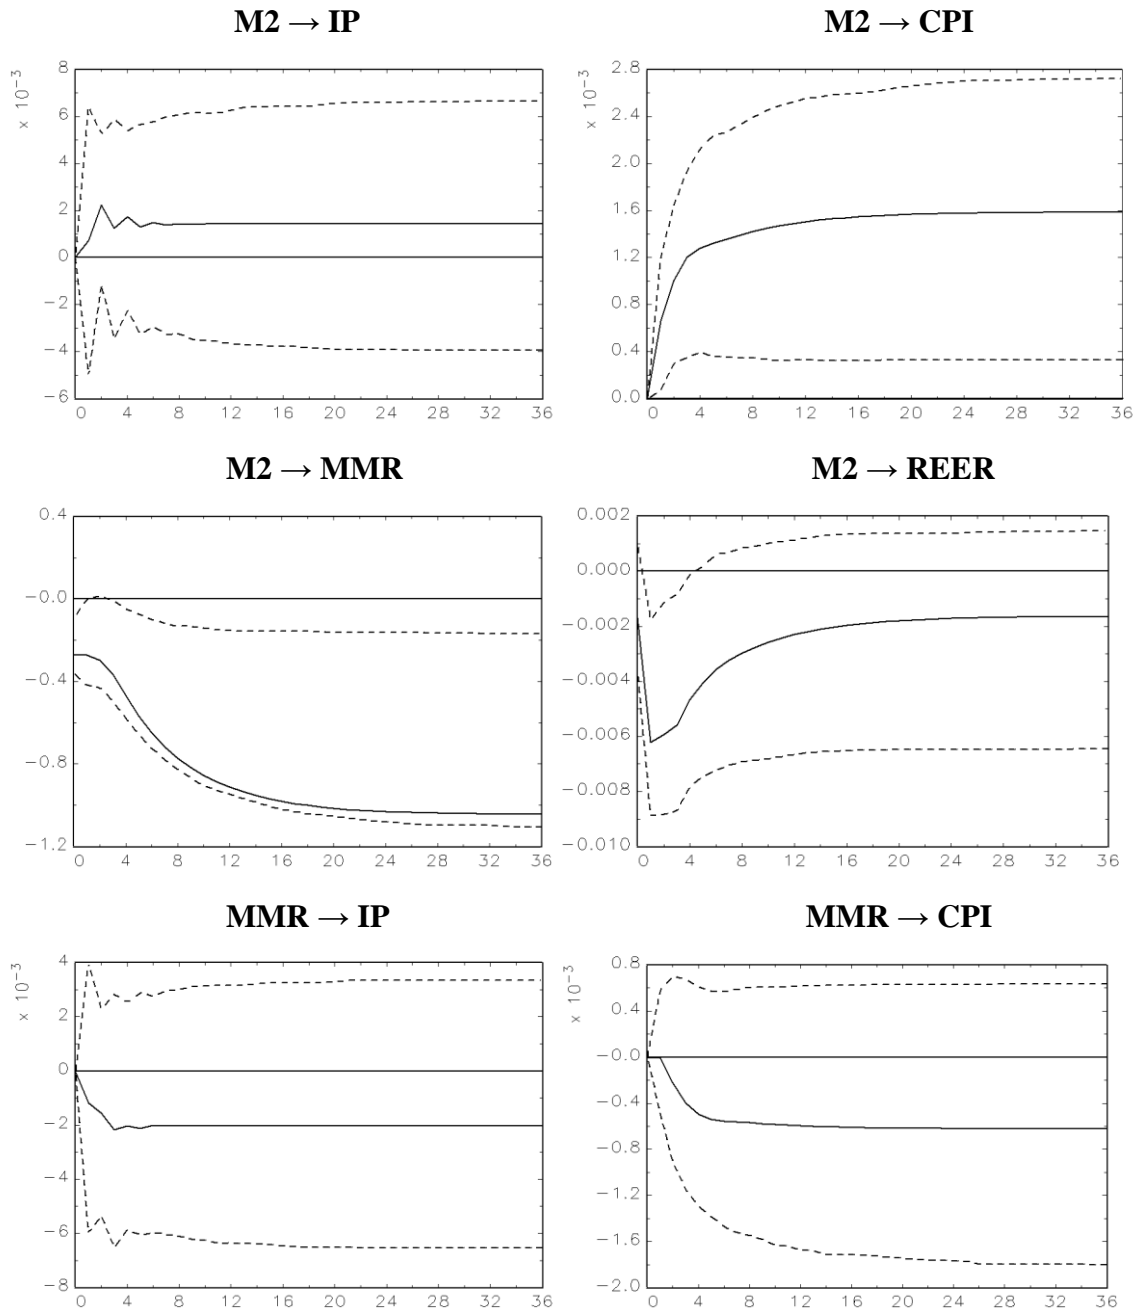 M2 → IP
M2 → CPI
x 10⁻³
8
6
4
2
0
−2
−4
−6
0 4 8 12 16 20 24 28 32 36
x 10⁻³
2.8
2.4
2.0
1.6
1.2
0.8
0.4
0.0
0 4 8 12 16 20 24 28 32 36
M2 → MMR
M2 → REER
0.4
−0.0
−0.4
−0.8
−1.2
0 4 8 12 16 20 24 28 32 36
0.002
0.000
−0.002
−0.004
−0.006
−0.008
−0.010
0 4 8 12 16 20 24 28 32 36
MMR → IP
MMR → CPI
x 10⁻³
4
2
0
−2
−4
−6
−8
0 4 8 12 16 20 24 28 32 36
x 10⁻³
0.8
0.4
−0.0
−0.4
−0.8
−1.2
−1.6
−2.0
0 4 8 12 16 20 24 28 32 36